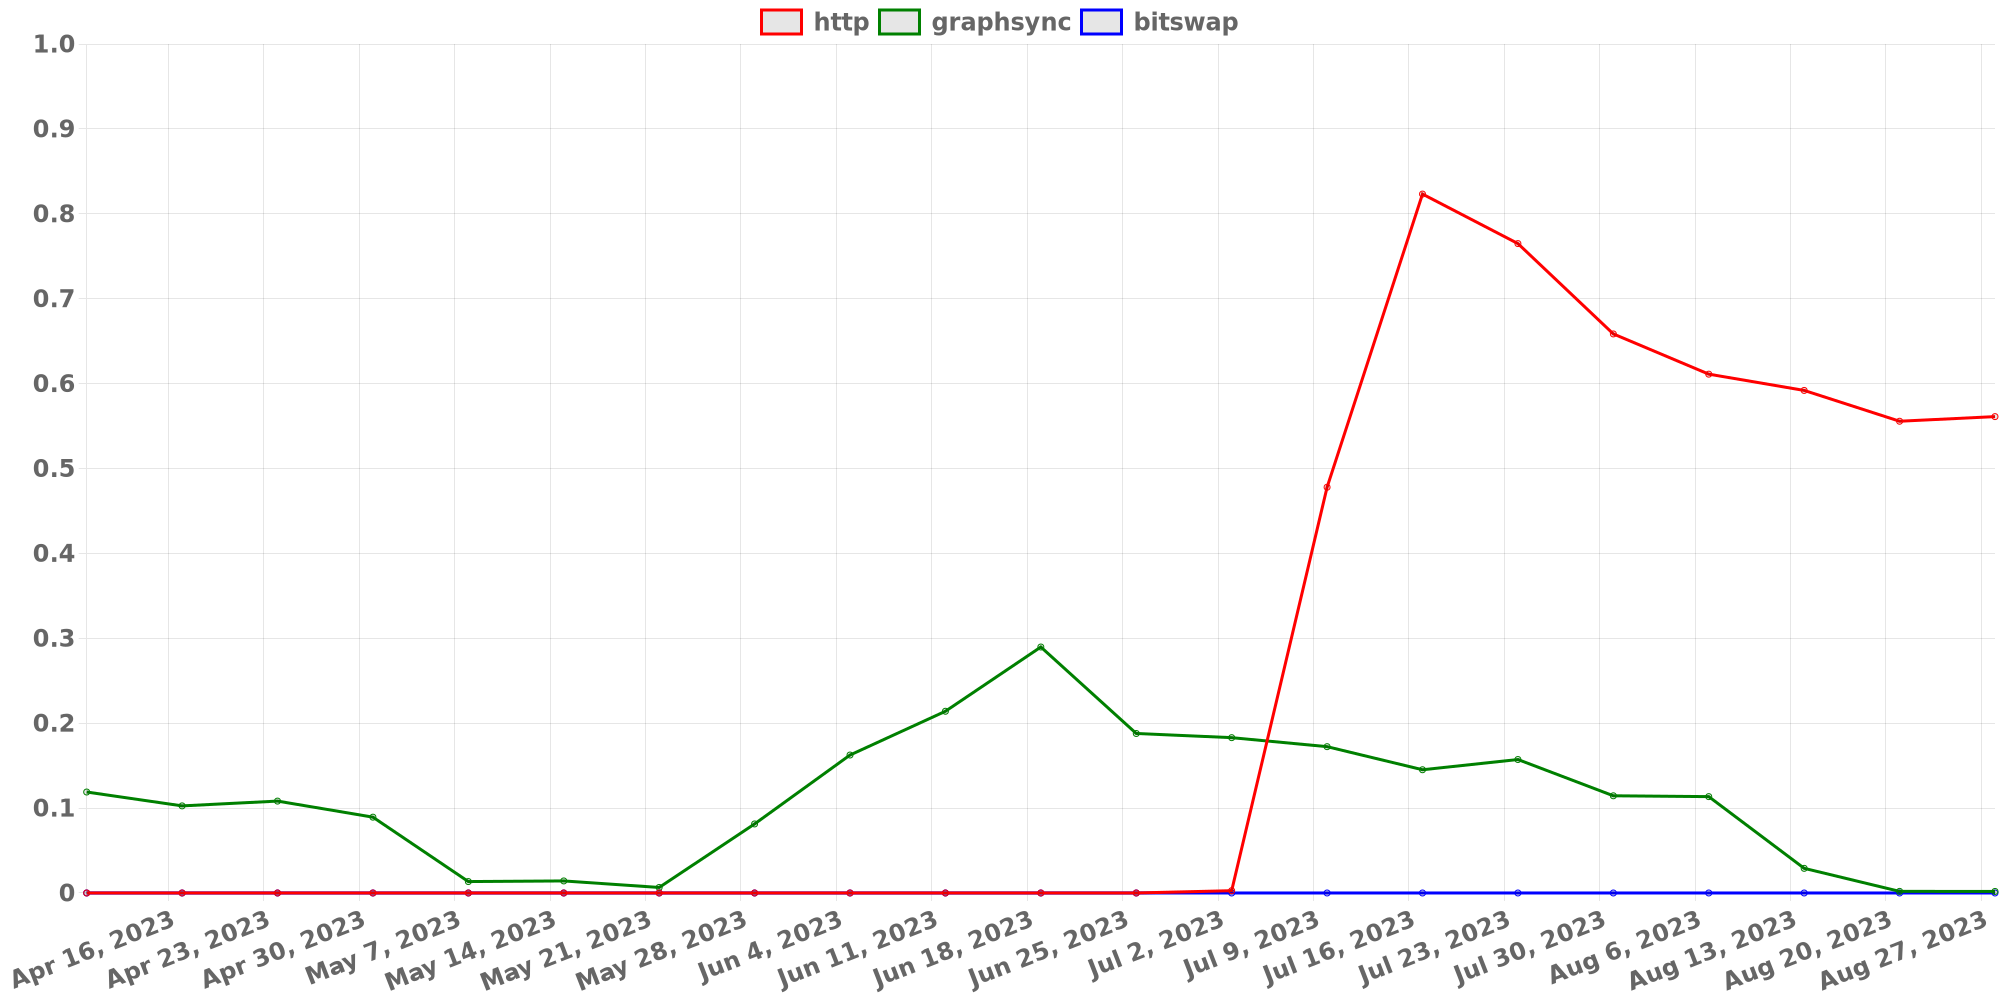 http graphsync bitswap
1.0
0.9
0.8
0.7
0.6
0.5
0.4
0.3
0.2
0.1
0
Apr 16, 2023
Apr 23, 2023
Apr 30, 2023
May 7, 2023
May 14, 2023
May 21, 2023
May 28, 2023
Jun 4, 2023
Jun 11, 2023
Jun 18, 2023
Jun 25, 2023
Jul 2, 2023
Jul 9, 2023
Jul 16, 2023
Jul 23, 2023
Jul 30, 2023
Aug 6, 2023
Aug 13, 2023
Aug 20, 2023
Aug 27, 2023